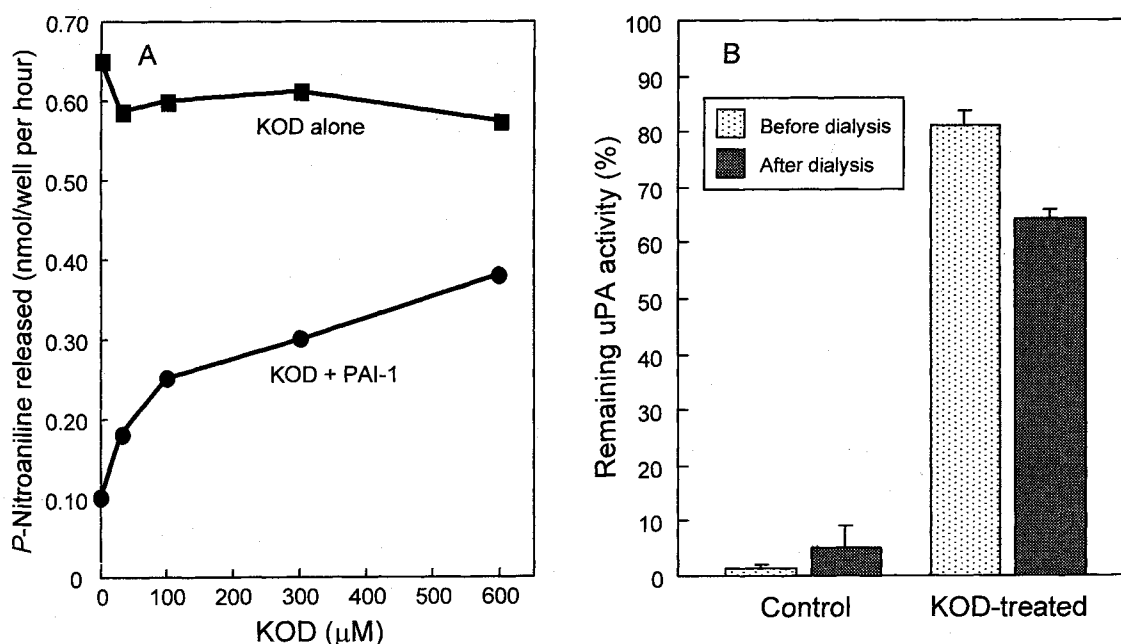 P-Nitroaniline released (nmol/well per hour)
0.70
0.60
0.50
0.40
0.30
0.20
0.10
0
A
KOD alone
KOD + PAI-1
0 100 200 300 400 500 600
KOD (μM)
Remaining uPA activity (%)
100
90
80
70
60
50
40
30
20
10
0
B
Before dialysis
After dialysis
Control KOD-treated